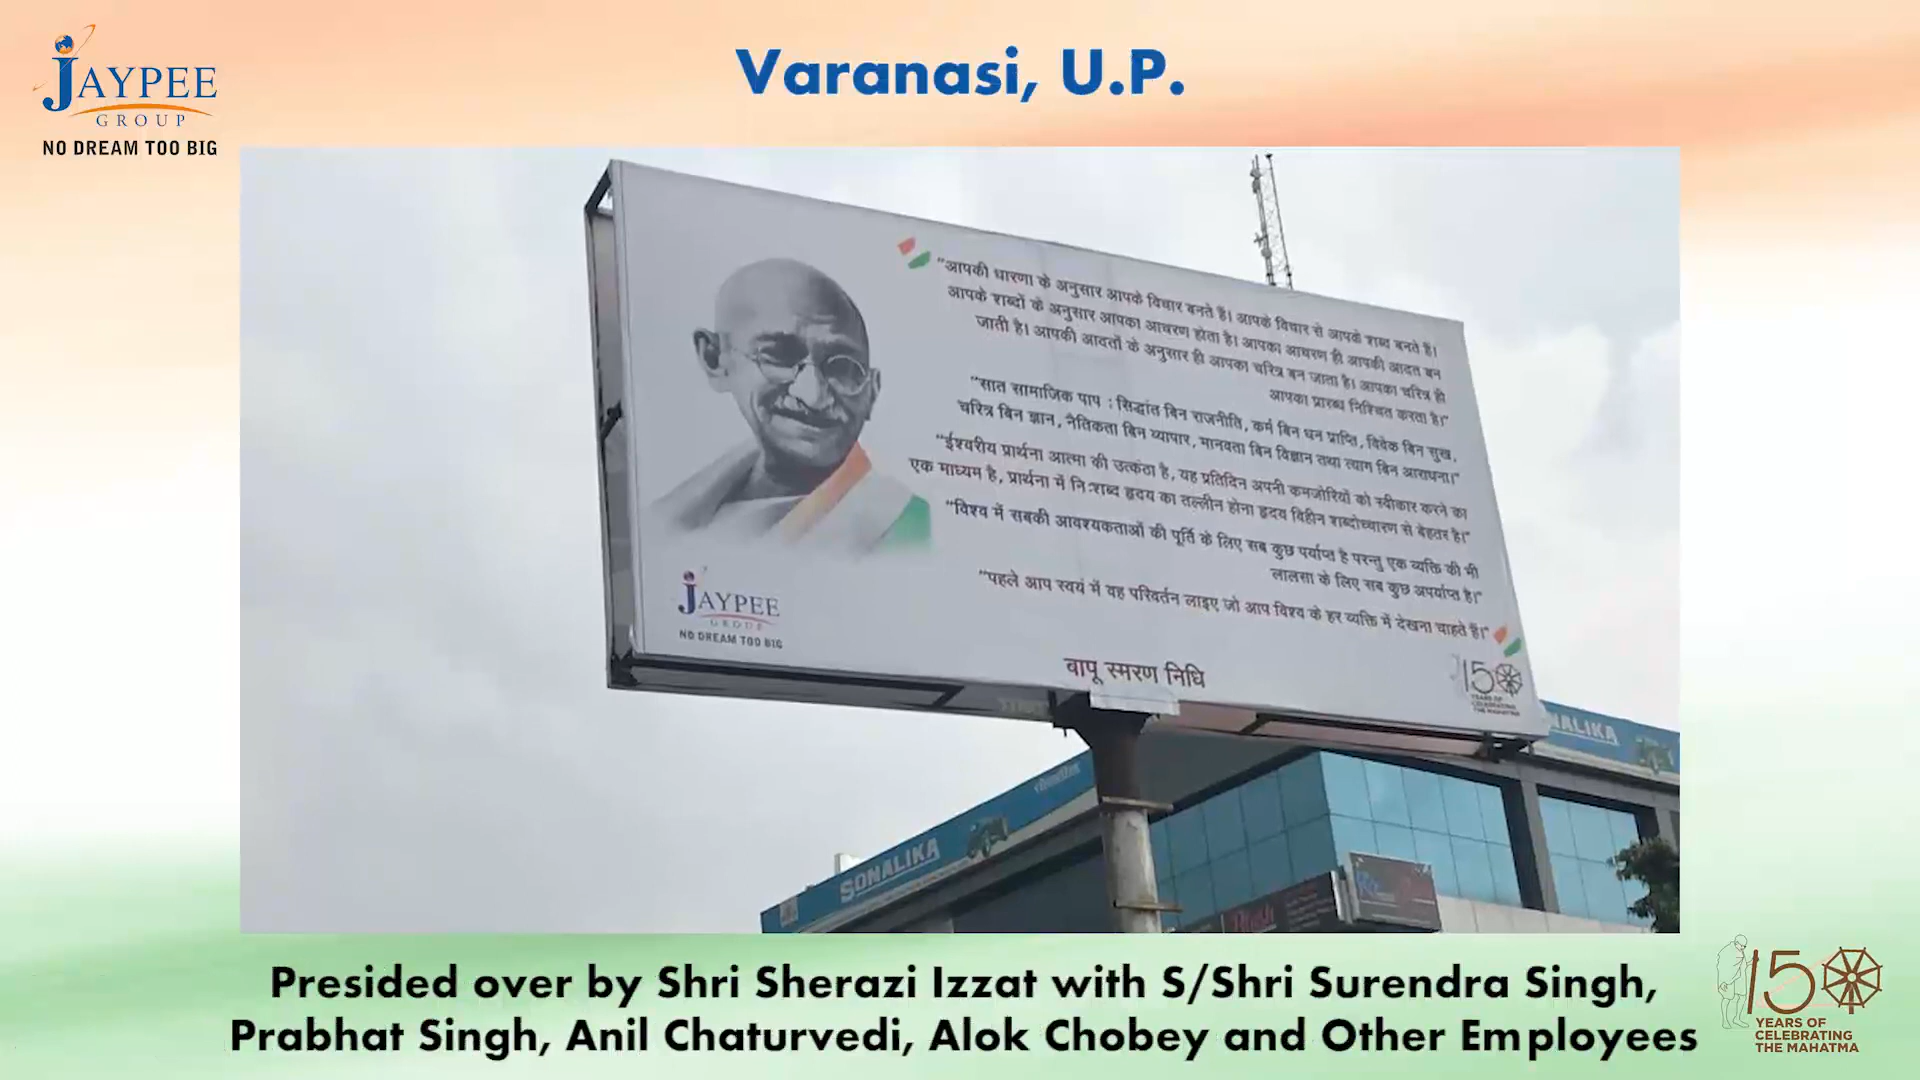 JAYPEE
GROUP
NO DREAM TOO BIG
Varanasi, U.P.
"आपकी धारणा के अनुसार आपके विचार बनते हैं। आपके विचार से आपके शब्द बनते हैं।
आपके शब्दों के अनुसार आपका आचरण होता है। आपका आचरण ही आपकी आदत बन
जाती है। आपकी आदतों के अनुसार ही आपका चरित्र बन जाता है। आपका चरित्र ही
आपका प्रारब्ध निश्चित करता है।"
"सात सामाजिक पाप : सिद्धांत बिन राजनीति, कर्म बिन धन प्राप्ति, विवेक बिन सुख,
चरित्र बिन ज्ञान, नैतिकता बिन व्यापार, मानवता बिन विज्ञान तथा त्याग बिन आराधना।"
"ईश्वरीय प्रार्थना आत्मा की उत्कंठा है, यह प्रतिदिन अपनी कमजोरियों को स्वीकार करने का
एक माध्यम है, प्रार्थना में नि:शब्द हृदय का तल्लीन होना हृदय विहीन शब्दोच्चारण से बेहतर है।"
"विश्व में सबकी आवश्यकताओं की पूर्ति के लिए सब कुछ पर्याप्त है परन्तु एक व्यक्ति की भी
लालसा के लिए सब कुछ अपर्याप्त है।"
"पहले आप स्वयं में वह परिवर्तन लाइए जो आप विश्व के हर व्यक्ति में देखना चाहते हैं।"
JAYPEE
GROUP
NO DREAM TOO BIG
बापू स्मरण निधि
150
YEARS OF
CELEBRATING
THE MAHATMA
NALIKA
सोनालीका
SONALIKA
Presided over by Shri Sherazi Izzat with S/Shri Surendra Singh,
Prabhat Singh, Anil Chaturvedi, Alok Chobey and Other Employees
150
YEARS OF
CELEBRATING
THE MAHATMA